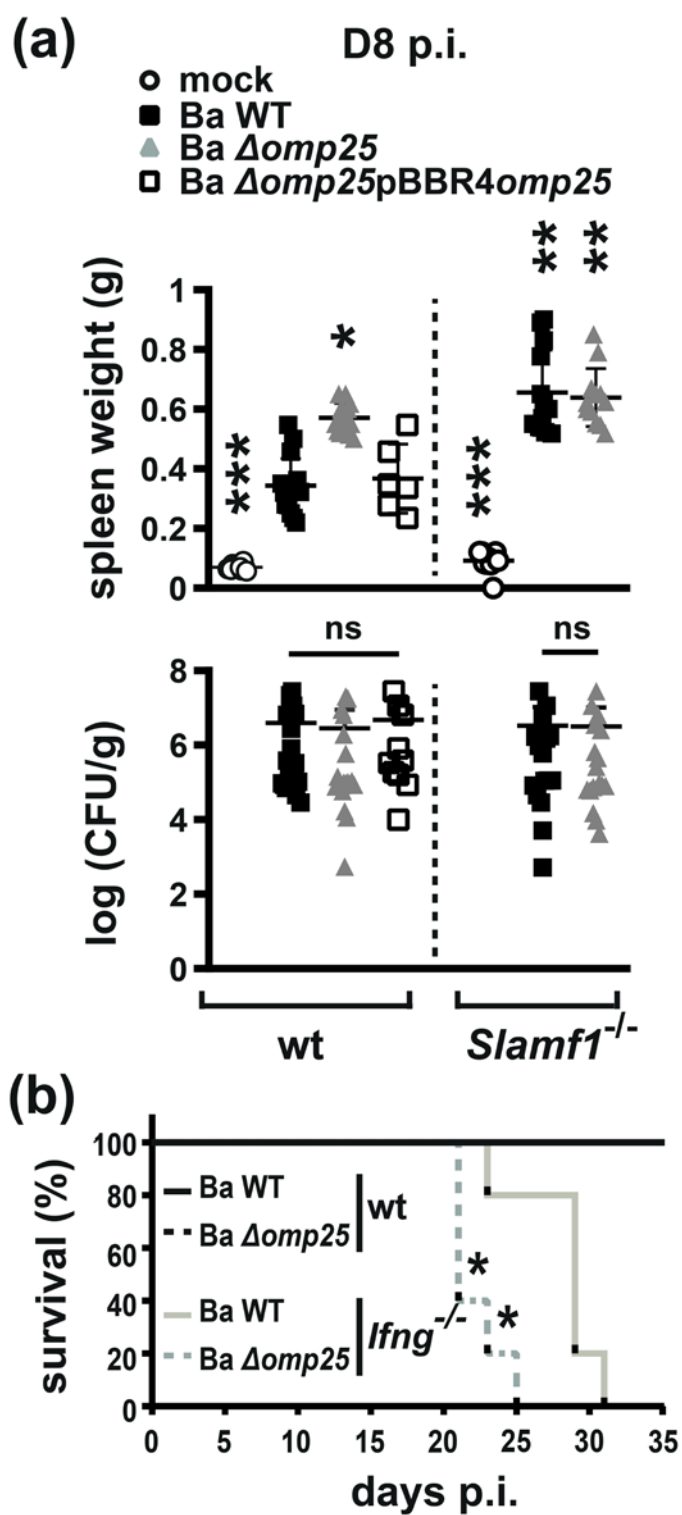 (a)
D8 p.i.
mock
Ba WT
Ba Δomp25
Ba Δomp25pBBR4omp25
spleen weight (g)
1
0.8
0.6
0.4
0.2
0
***
*
***
**
**
log (CFU/g)
8
6
4
2
0
ns
ns
wt
Slamf1-/-
(b)
survival (%)
100
80
60
40
20
0
Ba WT
Ba Δomp25
wt
Ba WT
Ba Δomp25
Ifng-/-
*
*
0 5 10 15 20 25 30 35
days p.i.